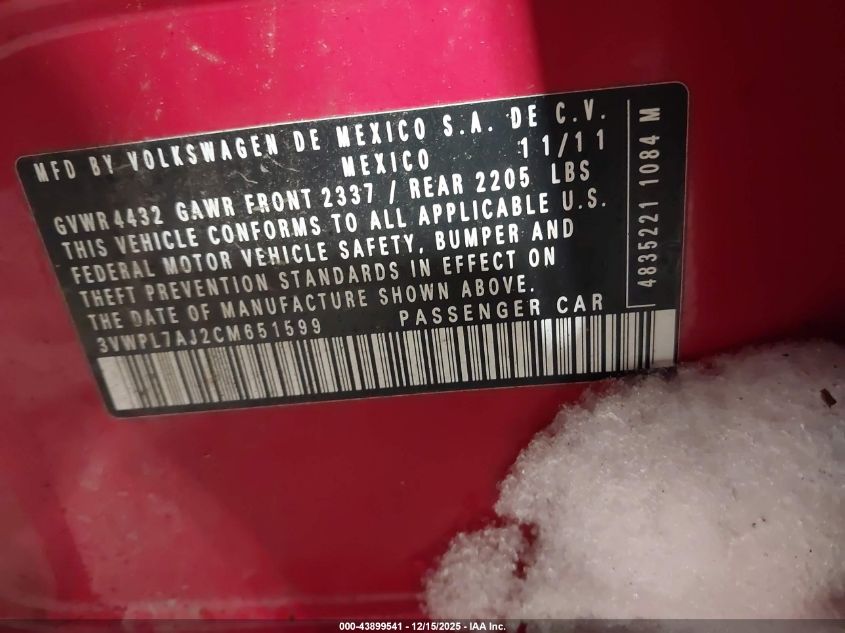 MFD BY VOLKSWAGEN DE MEXICO S.A. DE C.V.
MEXICO 11/11
GVWR 4432 GAWR FRONT 2337 / REAR 2205 LBS
THIS VEHICLE CONFORMS TO ALL APPLICABLE U.S.
FEDERAL MOTOR VEHICLE SAFETY, BUMPER AND
THEFT PREVENTION STANDARDS IN EFFECT ON
THE DATE OF MANUFACTURE SHOWN ABOVE.
3VWPL7AJ2CM651599 PASSENGER CAR
4835221 1084 M
000-43899541 - 12/15/2025 - IAA Inc.